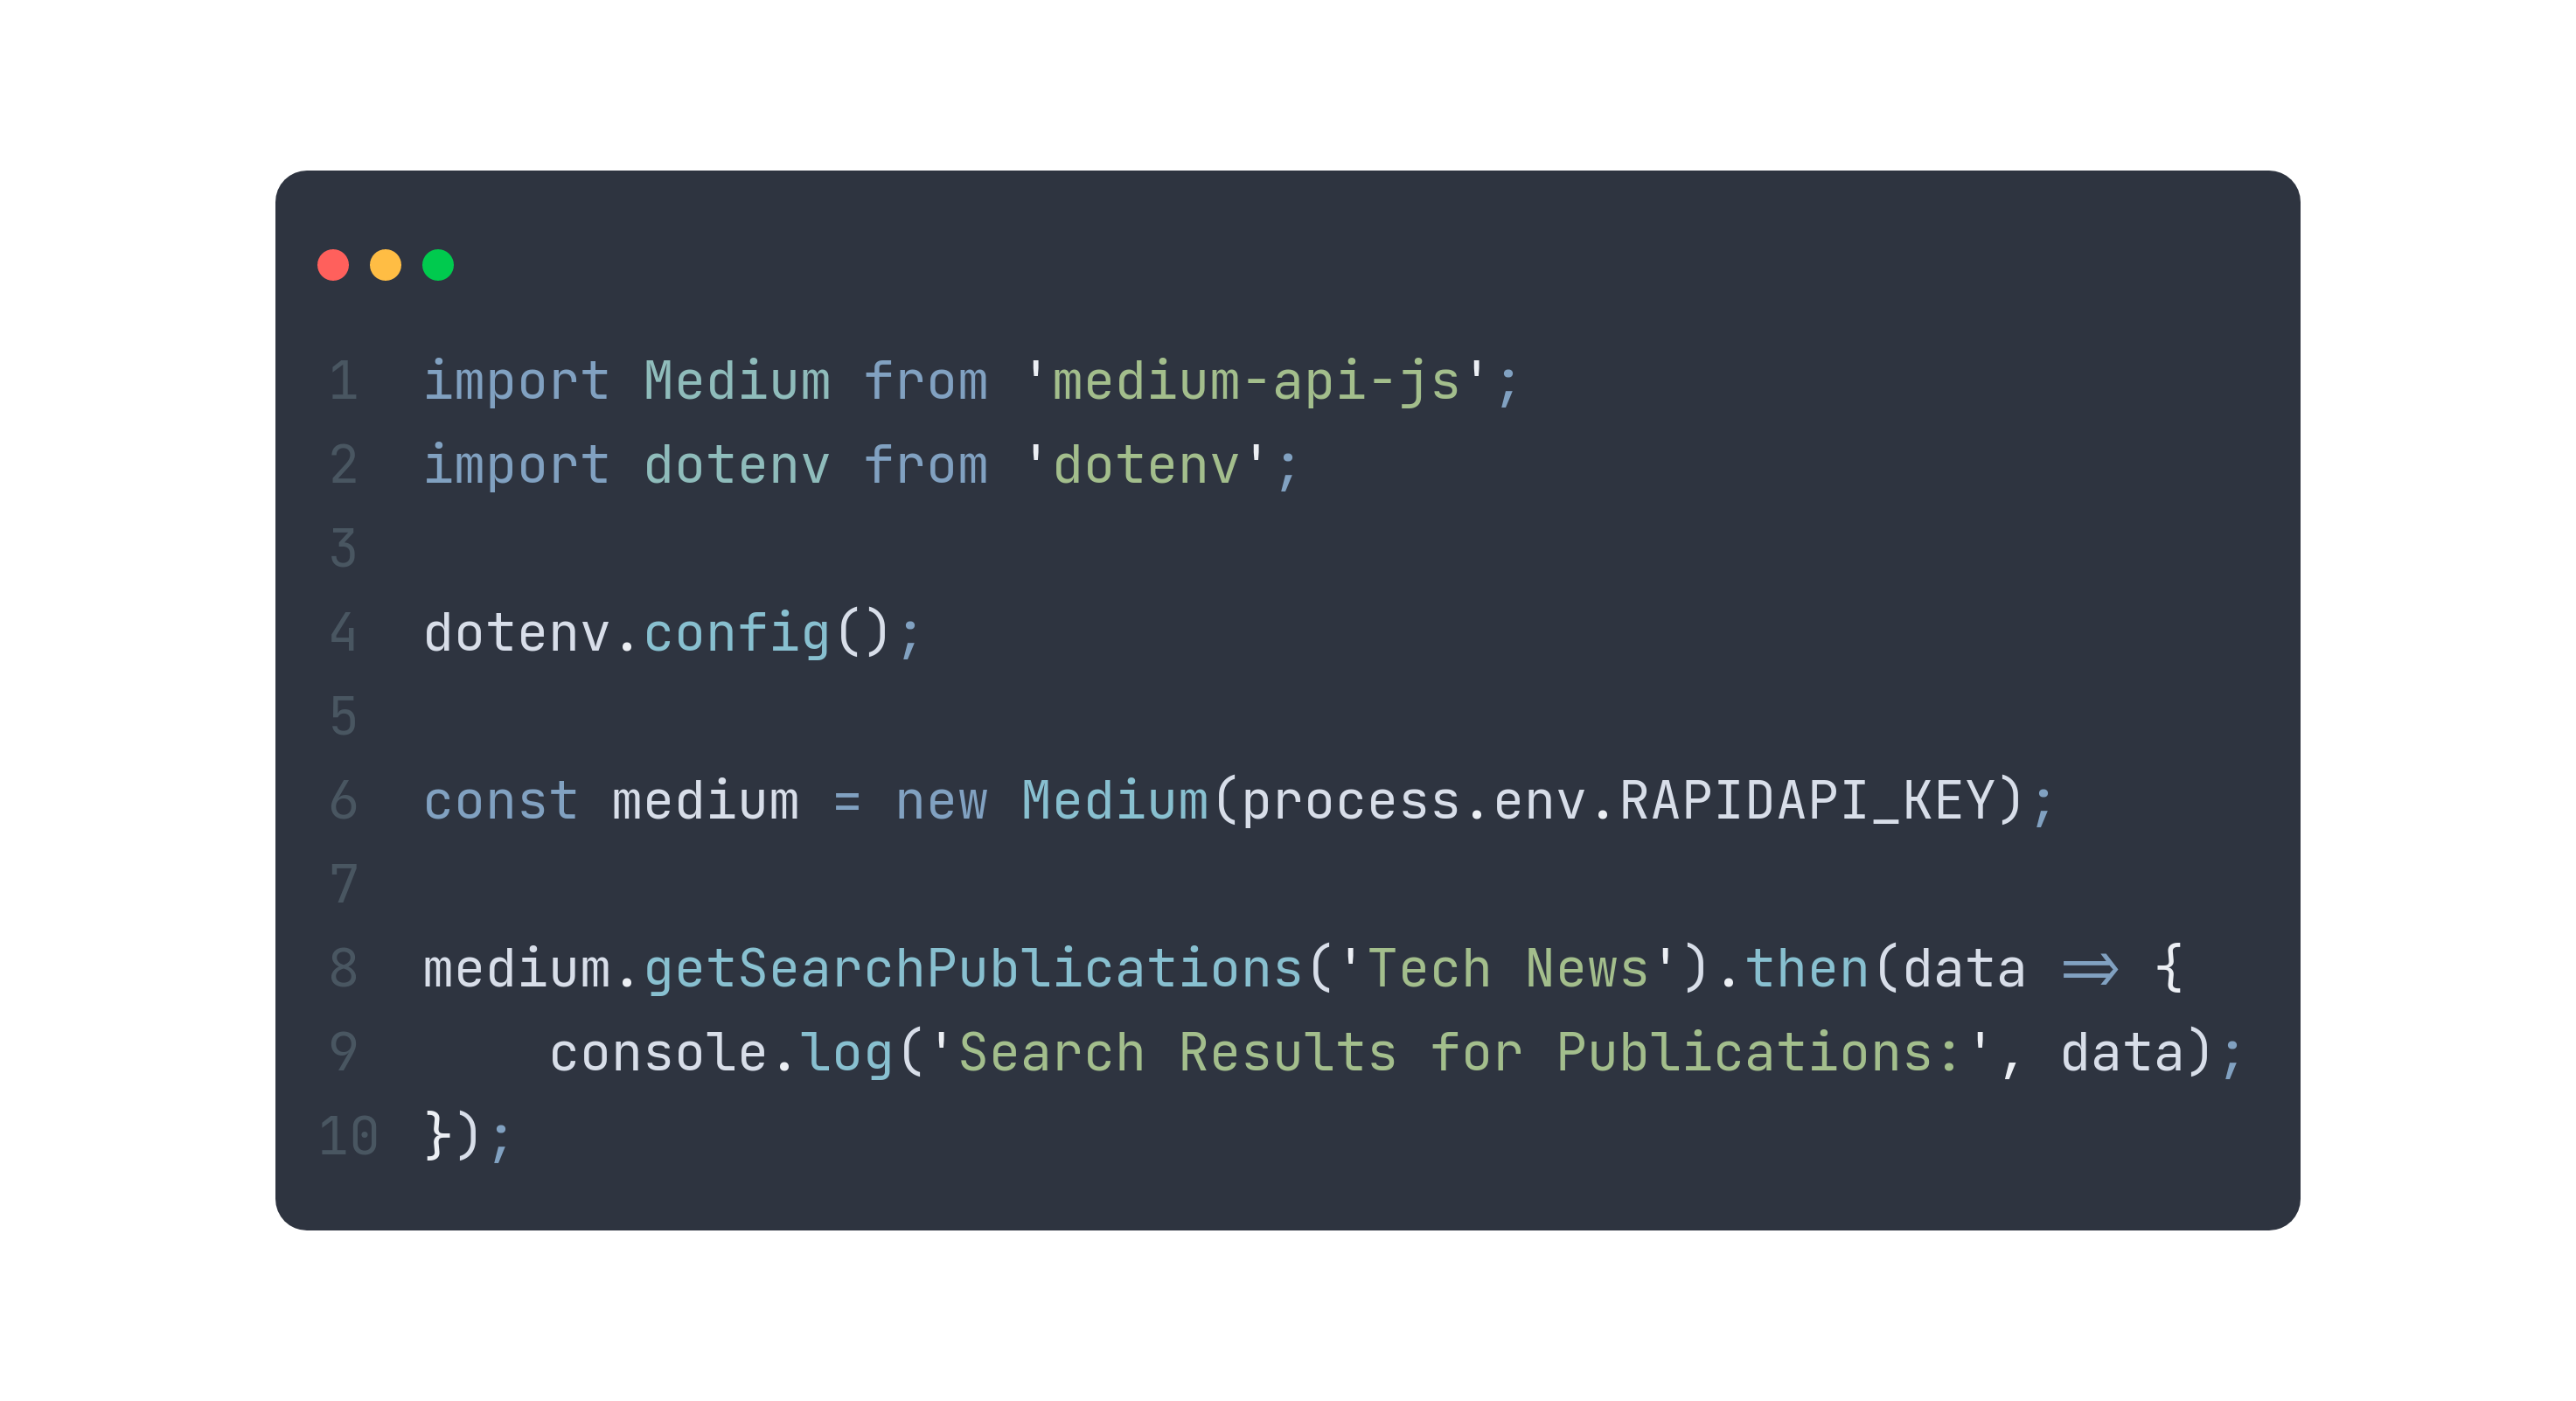 1 import Medium from 'medium-api-js';
2 import dotenv from 'dotenv';
3
4 dotenv.config();
5
6 const medium = new Medium(process.env.RAPIDAPI_KEY);
7
8 medium.getSearchPublications('Tech News').then(data => {
9     console.log('Search Results for Publications:', data);
10 });